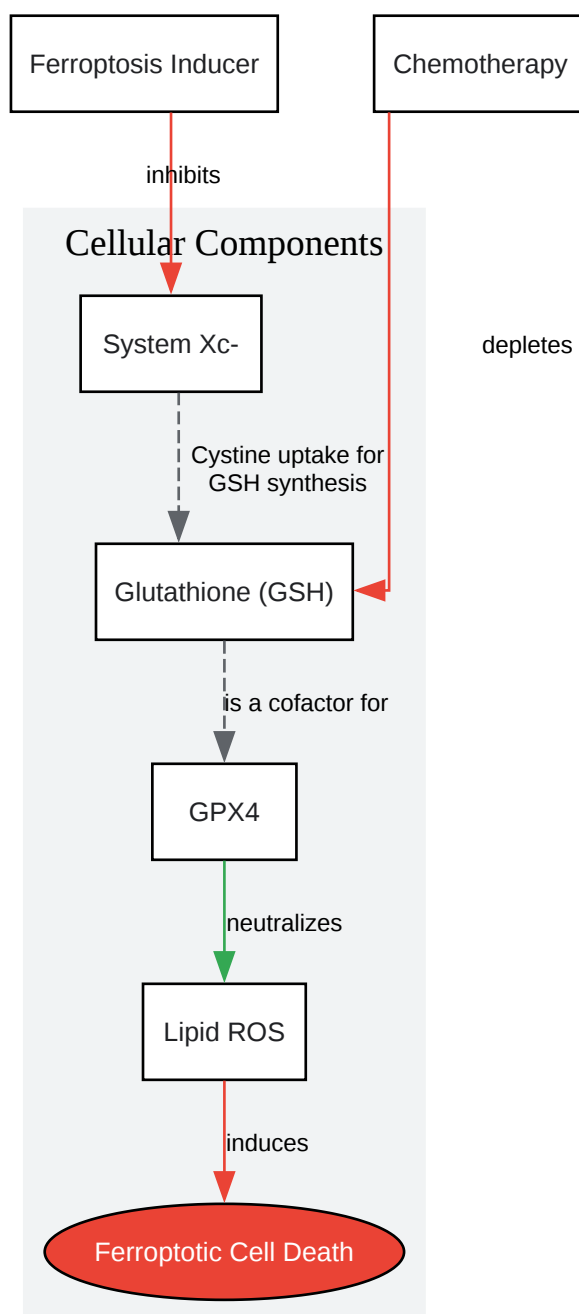 Ferroptosis Inducer
Chemotherapy
inhibits
Cellular Components
System Xc-
depletes
Cystine uptake for
GSH synthesis
Glutathione (GSH)
is a cofactor for
GPX4
neutralizes
Lipid ROS
induces
Ferroptotic Cell Death